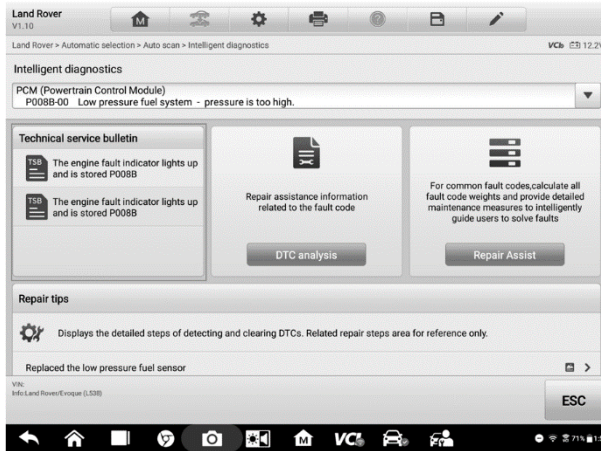 Land Rover
V1.10
M
Land Rover > Automatic selection > Auto scan > Intelligent diagnostics
VCI 12.2V
Intelligent diagnostics
PCM (Powertrain Control Module)
P008B-00 Low pressure fuel system - pressure is too high.
Technical service bulletin
TSB
The engine fault indicator lights up
and is stored P008B
TSB
The engine fault indicator lights up
and is stored P008B
Repair assistance information
related to the fault code
DTC analysis
For common fault codes,calculate all
fault code weights and provide detailed
maintenance measures to intelligently
guide users to solve faults
Repair Assist
Repair tips
Displays the detailed steps of detecting and clearing DTCs. Related repair steps area for reference only.
Replaced the low pressure fuel sensor
VIN:
Info:Land Rover/Evoque (L538)
ESC
M
VCI
71%